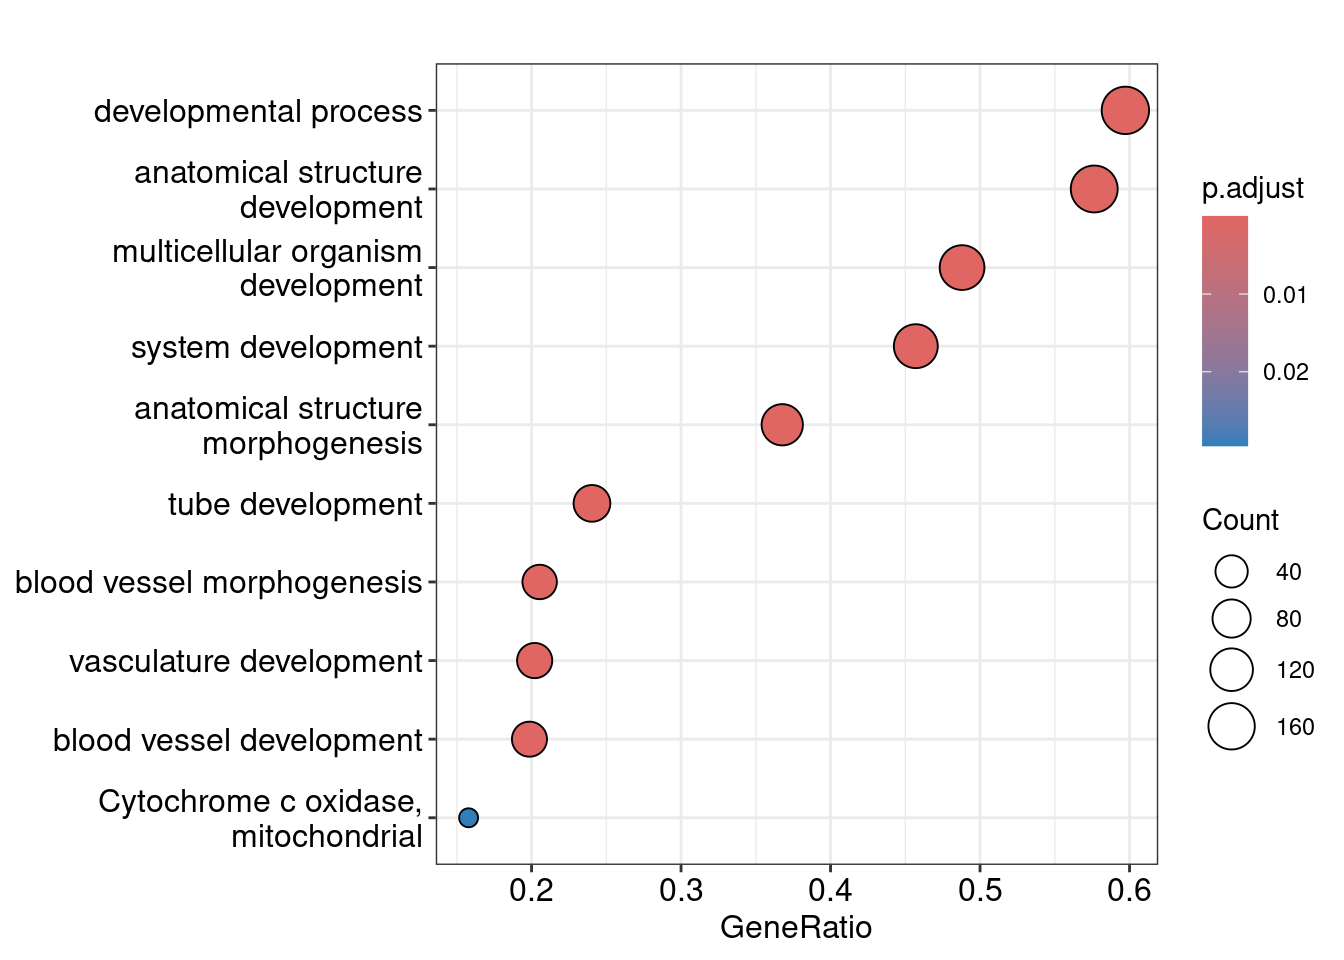 developmental process
anatomical structure
development
multicellular organism
development
system development
anatomical structure
morphogenesis
tube development
blood vessel morphogenesis
vasculature development
blood vessel development
Cytochrome c oxidase,
mitochondrial
0.2 0.3 0.4 0.5 0.6
GeneRatio
p.adjust
0.01
0.02
Count
40
80
120
160